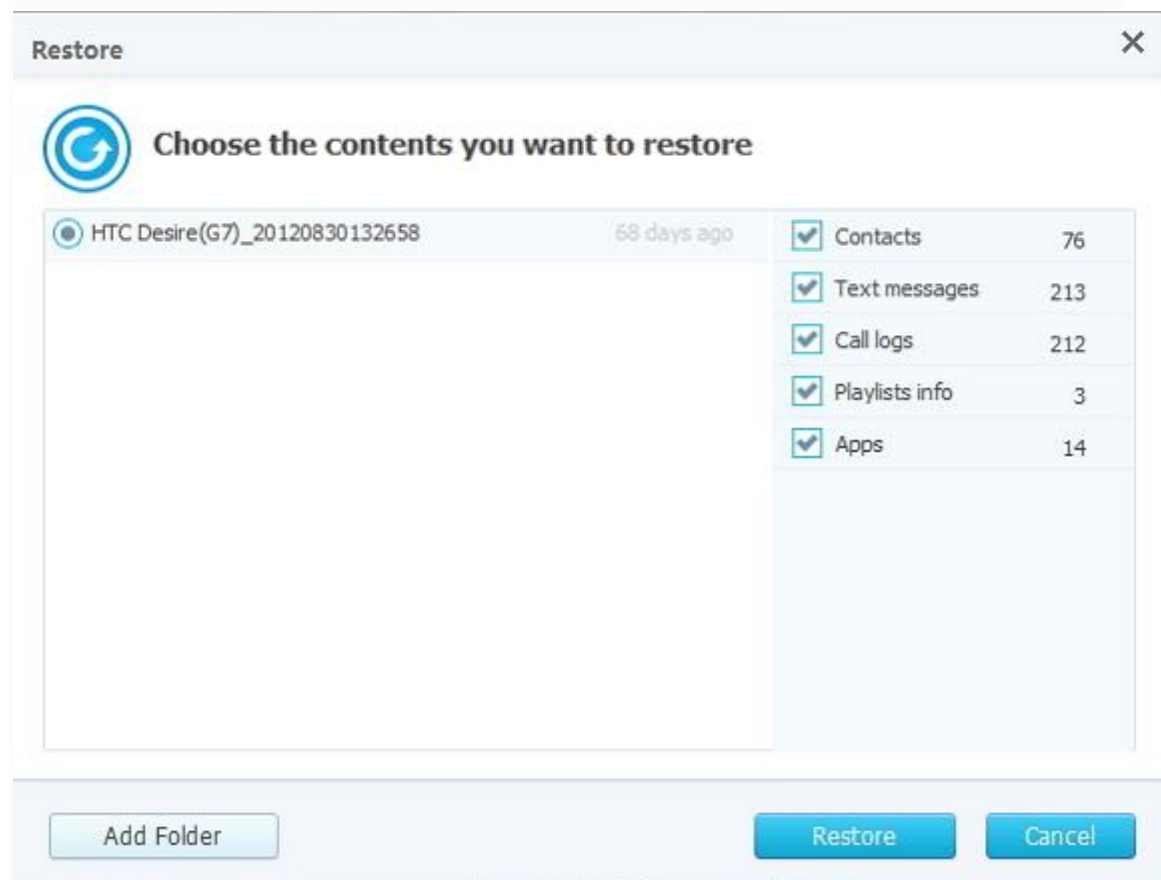 Restore
Choose the contents you want to restore
HTC Desire(G7)_20120830132658 68 days ago
Contacts 76
Text messages 213
Call logs 212
Playlists info 3
Apps 14
Add Folder Restore Cancel